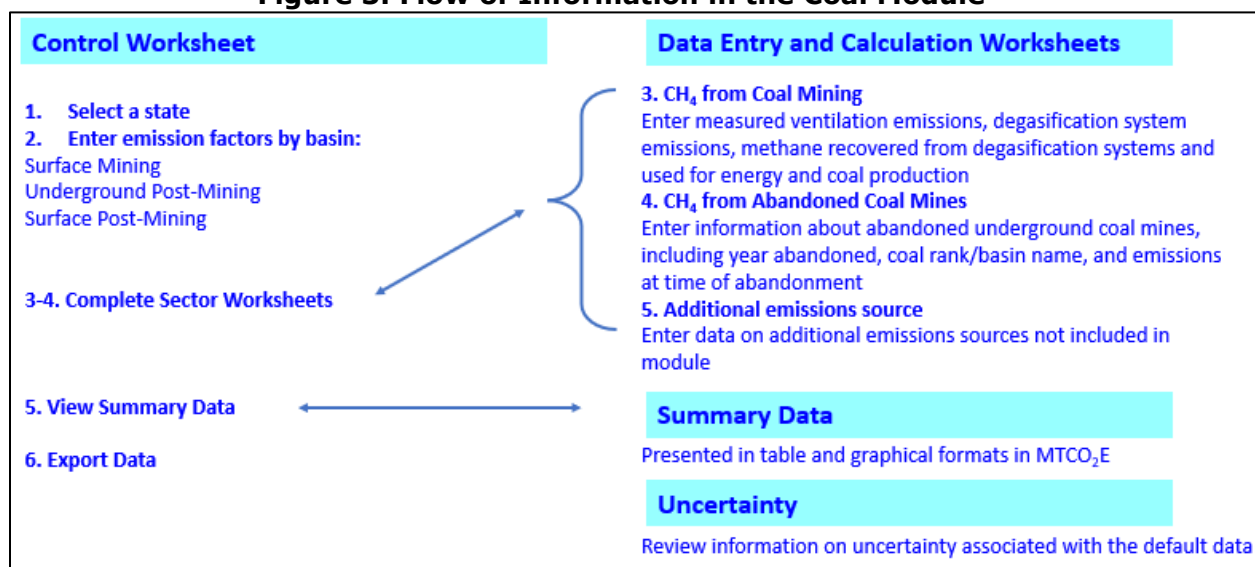 Figure 3. Flow of Information in the Coal Module
Control Worksheet
1. Select a state
2. Enter emission factors by basin:
Surface Mining
Underground Post-Mining
Surface Post-Mining
3-4. Complete Sector Worksheets
5. View Summary Data
6. Export Data
Data Entry and Calculation Worksheets
3. CH₄ from Coal Mining
Enter measured ventilation emissions, degasification system
emissions, methane recovered from degasification systems and
used for energy and coal production
4. CH₄ from Abandoned Coal Mines
Enter information about abandoned underground coal mines,
including year abandoned, coal rank/basin name, and emissions
at time of abandonment
5. Additional emissions source
Enter data on additional emissions sources not included in
module
Summary Data
Presented in table and graphical formats in MTCO₂E
Uncertainty
Review information on uncertainty associated with the default data